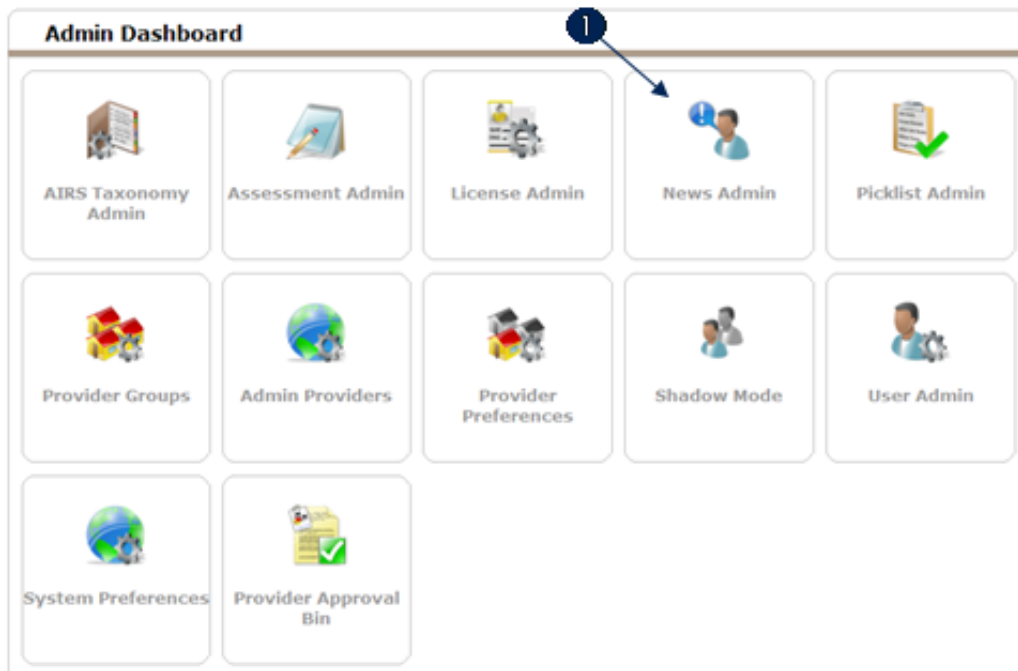 Admin Dashboard
1
AIRS Taxonomy
Admin
Assessment Admin
License Admin
News Admin
Picklist Admin
Provider Groups
Admin Providers
Provider
Preferences
Shadow Mode
User Admin
System Preferences
Provider Approval
Bin